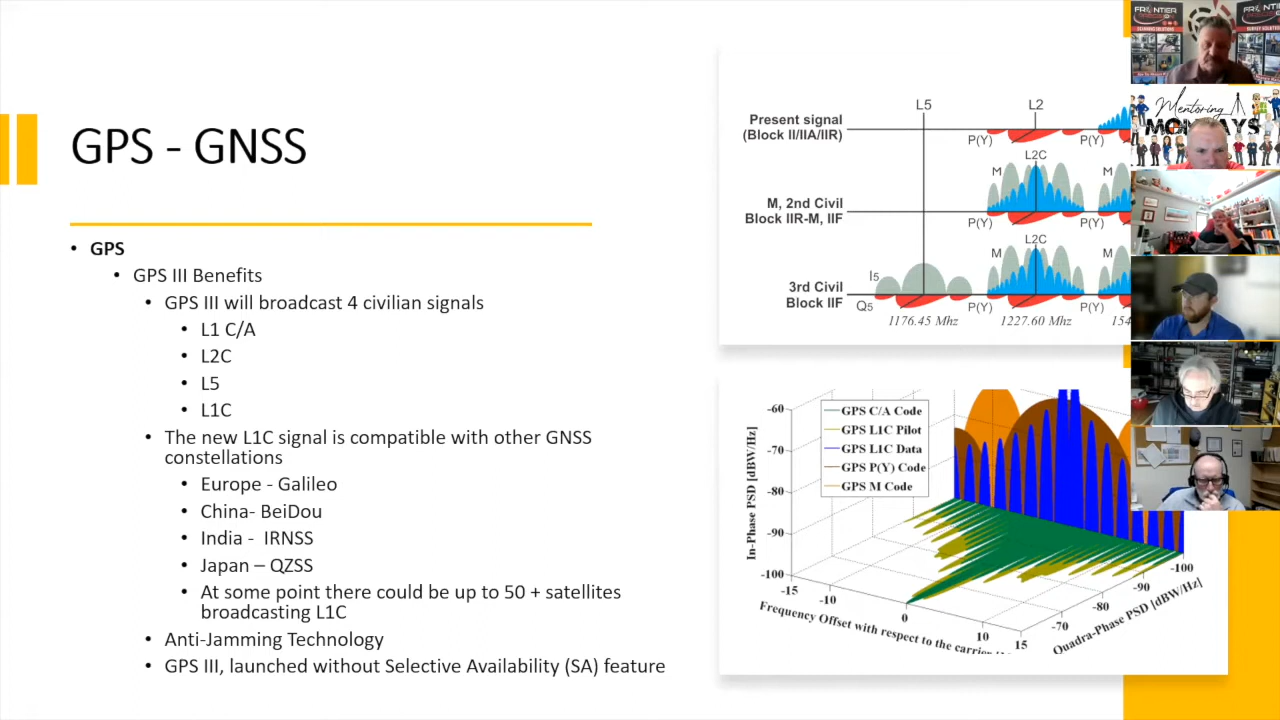 GPS - GNSS
• GPS
• GPS III Benefits
• GPS III will broadcast 4 civilian signals
• L1 C/A
• L2C
• L5
• L1C
• The new L1C signal is compatible with other GNSS
constellations
• Europe - Galileo
• China- BeiDou
• India - IRNSS
• Japan – QZSS
• At some point there could be up to 50 + satellites
broadcasting L1C
• Anti-Jamming Technology
• GPS III, launched without Selective Availability (SA) feature
L5 L2
Present signal
(Block II/IIA/IIR)
P(Y) P(Y)
L2C
M M
M, 2nd Civil
Block IIR-M, IIF
P(Y) P(Y)
L2C
M M
I5
3rd Civil
Block IIF
Q5 P(Y) P(Y)
1176.45 Mhz 1227.60 Mhz 154
GPS C/A Code
GPS L1C Pilot
GPS L1C Data
GPS P(Y) Code
GPS M Code
In-Phase PSD [dBW/Hz]
-60
-70
-80
-90
-100
-15 -10 0 10 15
Frequency Offset with respect to the carrier
-100
-90
-80
-70
Quadra-Phase PSD [dBW/Hz]
FRONTIER
PRECISION
Mentoring
MONDAYS